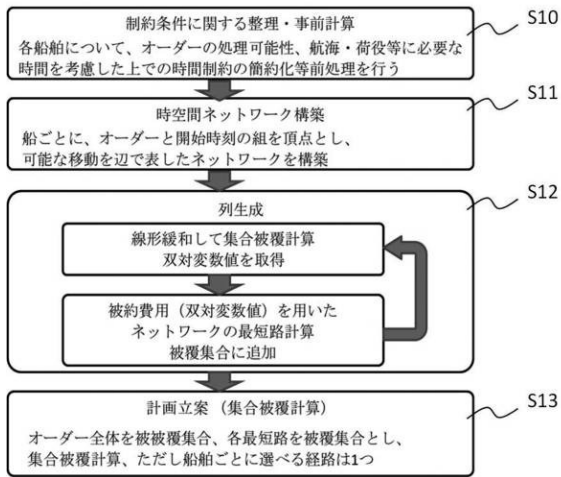 制約条件に関する整理・事前計算
S10
各船舶について、オーダーの処理可能性、航海・荷役等に必要な
時間を考慮した上での時間制約の簡約化等前処理を行う
時空間ネットワーク構築
S11
船ごとに、オーダーと開始時刻の組を頂点とし、
可能な移動を辺で表したネットワークを構築
S12
列生成
線形緩和して集合被覆計算
双対変数値を取得
被約費用（双対変数値）を用いた
ネットワークの最短路計算
被覆集合に追加
計画立案（集合被覆計算）
S13
オーダー全体を被被覆集合、各最短路を被覆集合とし、
集合被覆計算、ただし船舶ごとに選べる経路は1つ